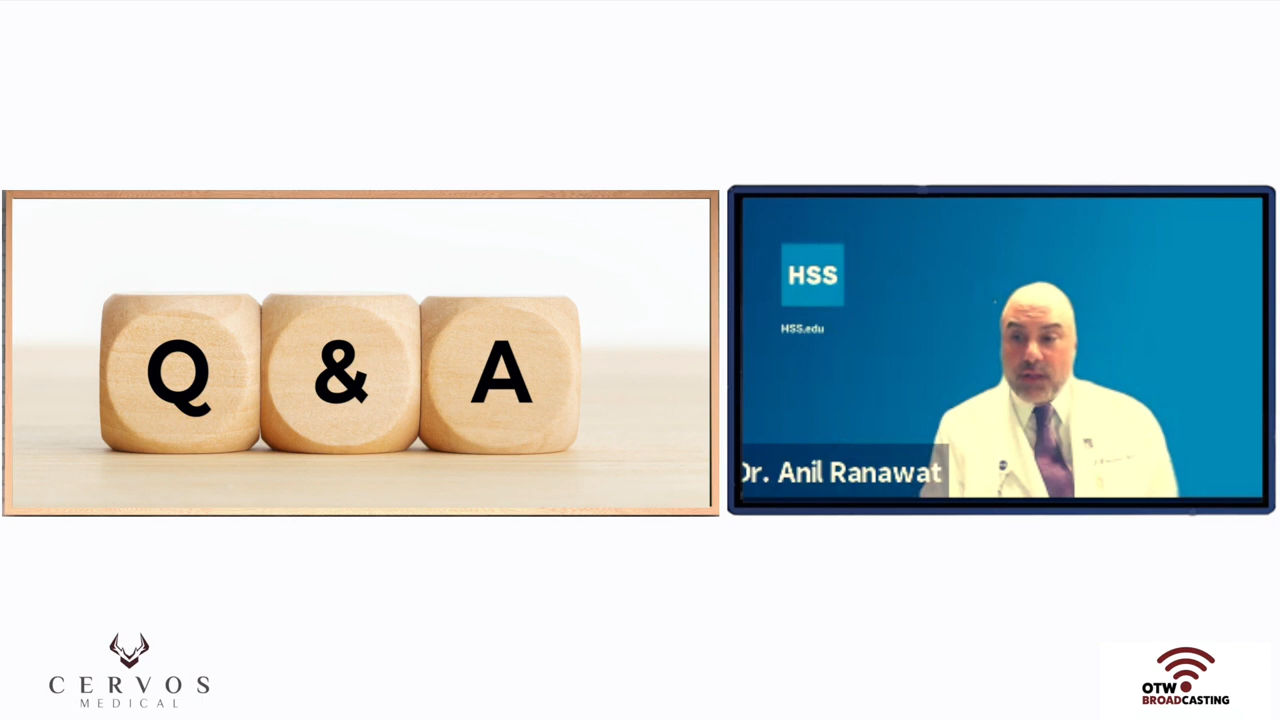 Q & A
HSS
HSS.edu
Dr. Anil Ranawat
CERVOS
MEDICAL
OTW
BROADCASTING